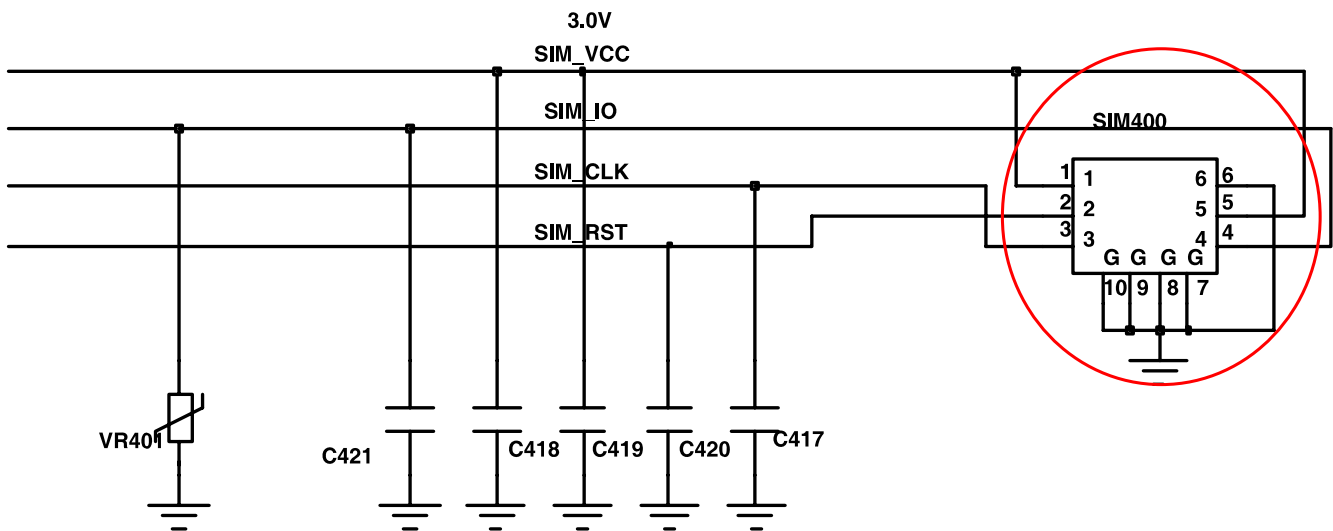 3.0V
SIM_VCC
SIM_IO
SIM400
SIM_CLK
SIM_RST
1 1 6 6
2 2 5 5
3 3 4 4
G G G G
10 9 8 7
VR401
C421
C418
C419
C420
C417